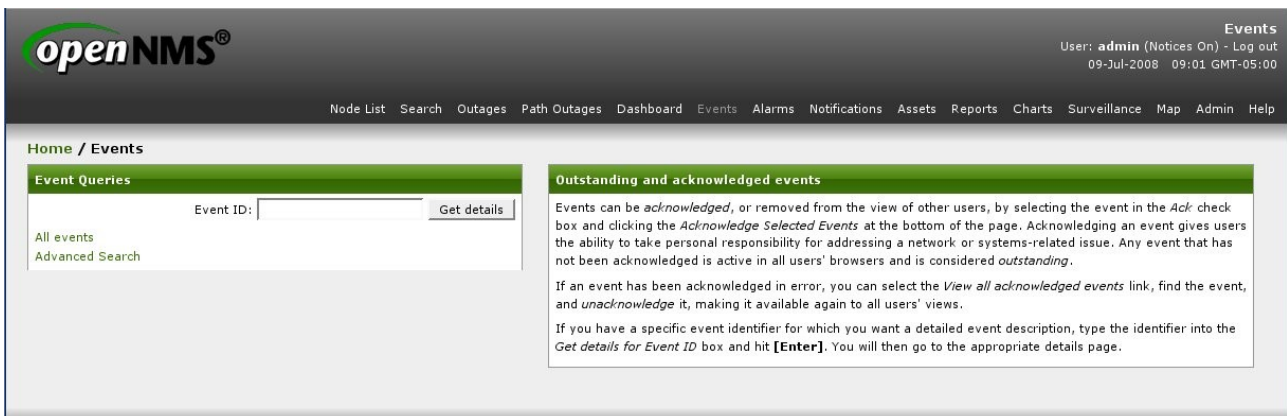 openNMS®
Events
User: admin (Notices On) - Log out
09-Jul-2008 09:01 GMT-05:00
Node List Search Outages Path Outages Dashboard Events Alarms Notifications Assets Reports Charts Surveillance Map Admin Help
Home / Events
Event Queries
Event ID: Get details
All events
Advanced Search
Outstanding and acknowledged events
Events can be acknowledged, or removed from the view of other users, by selecting the event in the Ack check
box and clicking the Acknowledge Selected Events at the bottom of the page. Acknowledging an event gives users
the ability to take personal responsibility for addressing a network or systems-related issue. Any event that has
not been acknowledged is active in all users' browsers and is considered outstanding.
If an event has been acknowledged in error, you can select the View all acknowledged events link, find the event,
and unacknowledge it, making it available again to all users' views.
If you have a specific event identifier for which you want a detailed event description, type the identifier into the
Get details for Event ID box and hit [Enter]. You will then go to the appropriate details page.